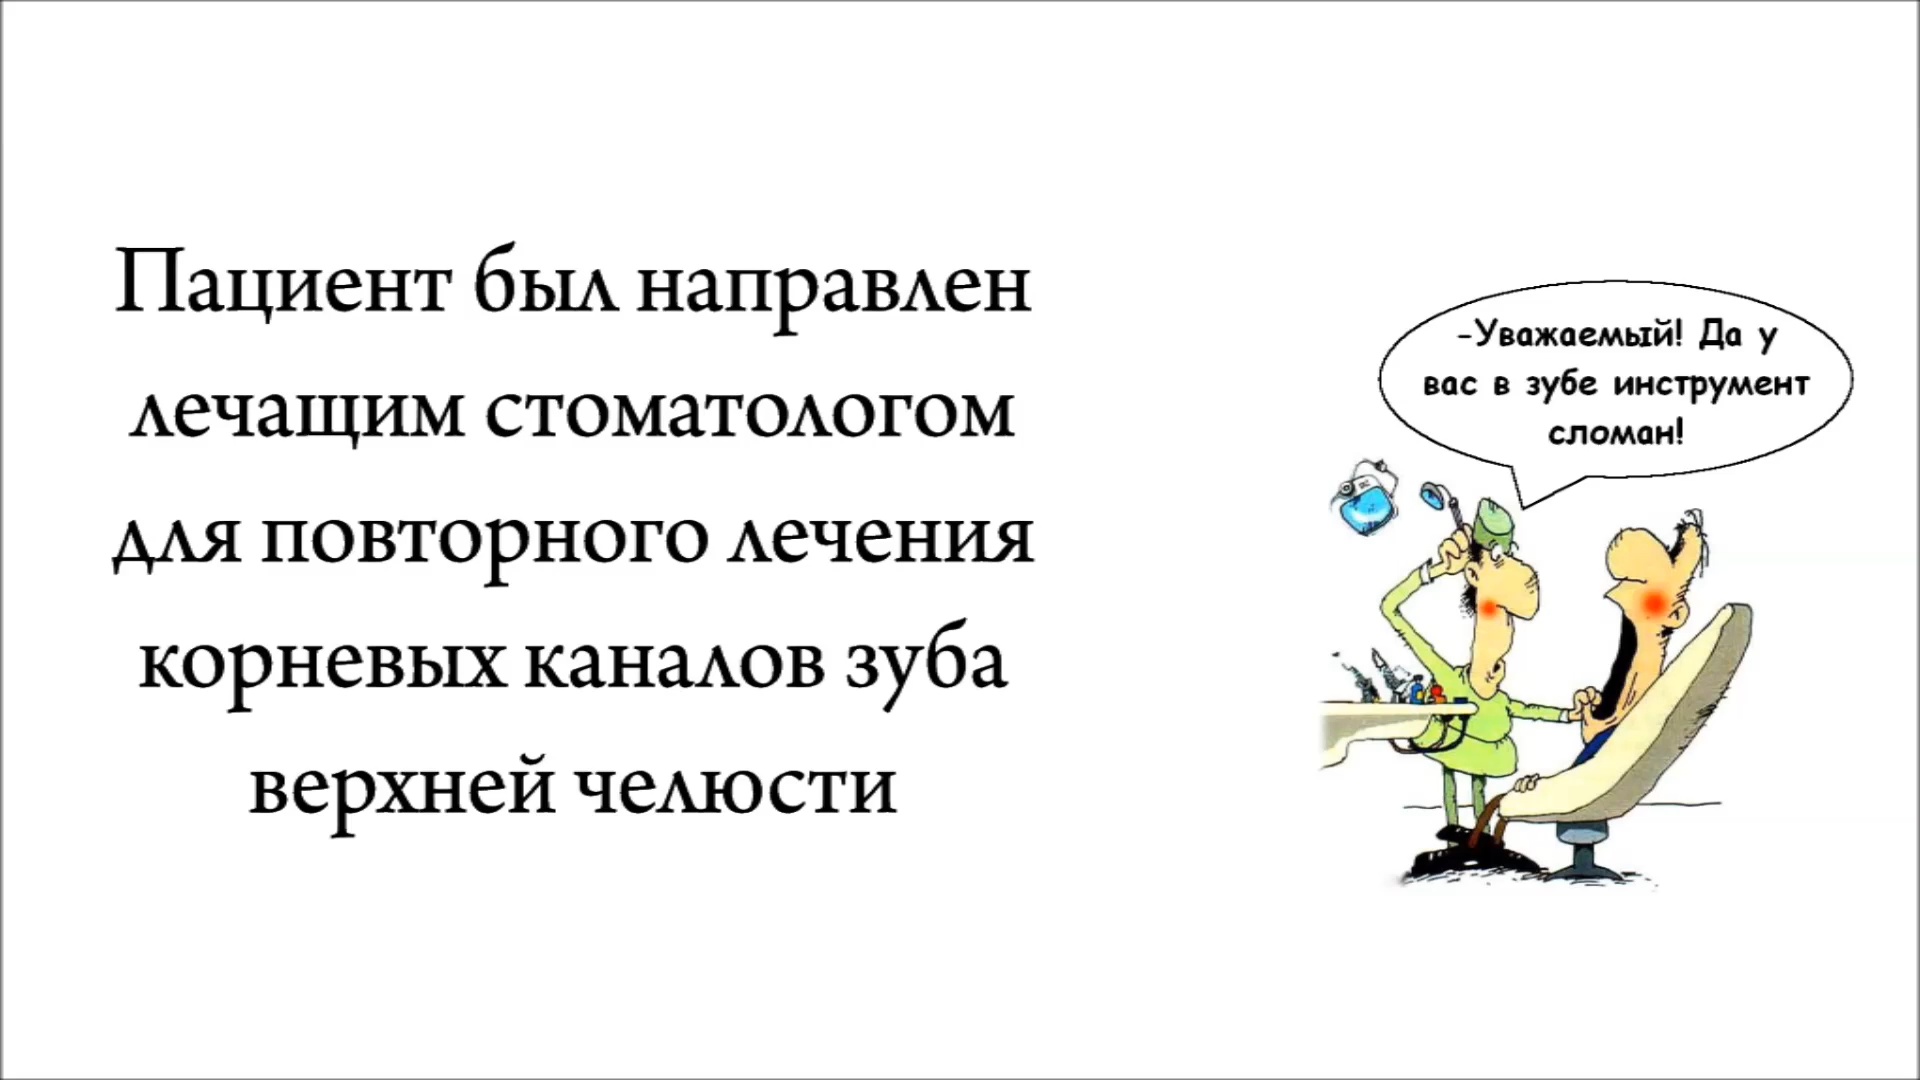 Пациент был направлен
лечащим стоматологом
для повторного лечения
корневых каналов зуба
верхней челюсти
-Уважаемый! Да у
вас в зубе инструмент
сломан!